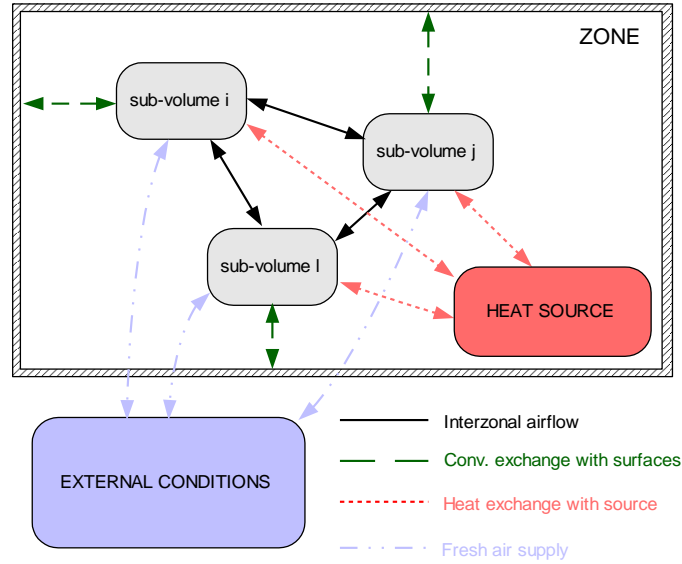 ZONE
sub-volume i
sub-volume j
sub-volume l
HEAT SOURCE
EXTERNAL CONDITIONS
Interzonal airflow
Conv. exchange with surfaces
Heat exchange with source
Fresh air supply